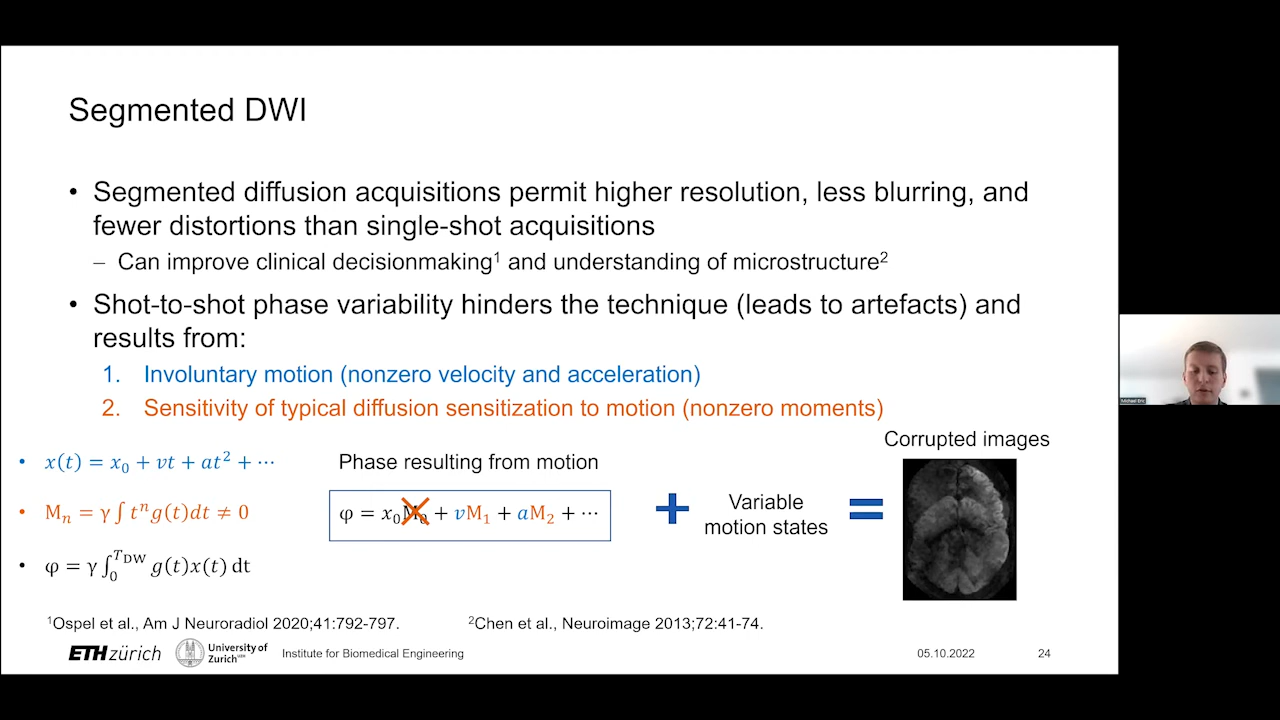 Segmented DWI
• Segmented diffusion acquisitions permit higher resolution, less blurring, and
fewer distortions than single-shot acquisitions
– Can improve clinical decisionmaking¹ and understanding of microstructure²
• Shot-to-shot phase variability hinders the technique (leads to artefacts) and
results from:
1. Involuntary motion (nonzero velocity and acceleration)
2. Sensitivity of typical diffusion sensitization to motion (nonzero moments)
• x(t) = x₀ + vt + at² + ⋯
• Mₙ = γ ∫ tⁿg(t)dt ≠ 0
• φ = γ ∫₀^T_DW g(t)x(t) dt
Phase resulting from motion
φ = x₀M₀ + vM₁ + aM₂ + ⋯
+
Variable
motion states
=
Corrupted images
¹Ospel et al., Am J Neuroradiol 2020;41:792-797.
²Chen et al., Neuroimage 2013;72:41-74.
ETH zürich
University of
Zurich
Institute for Biomedical Engineering
05.10.2022
24
Michael Eric